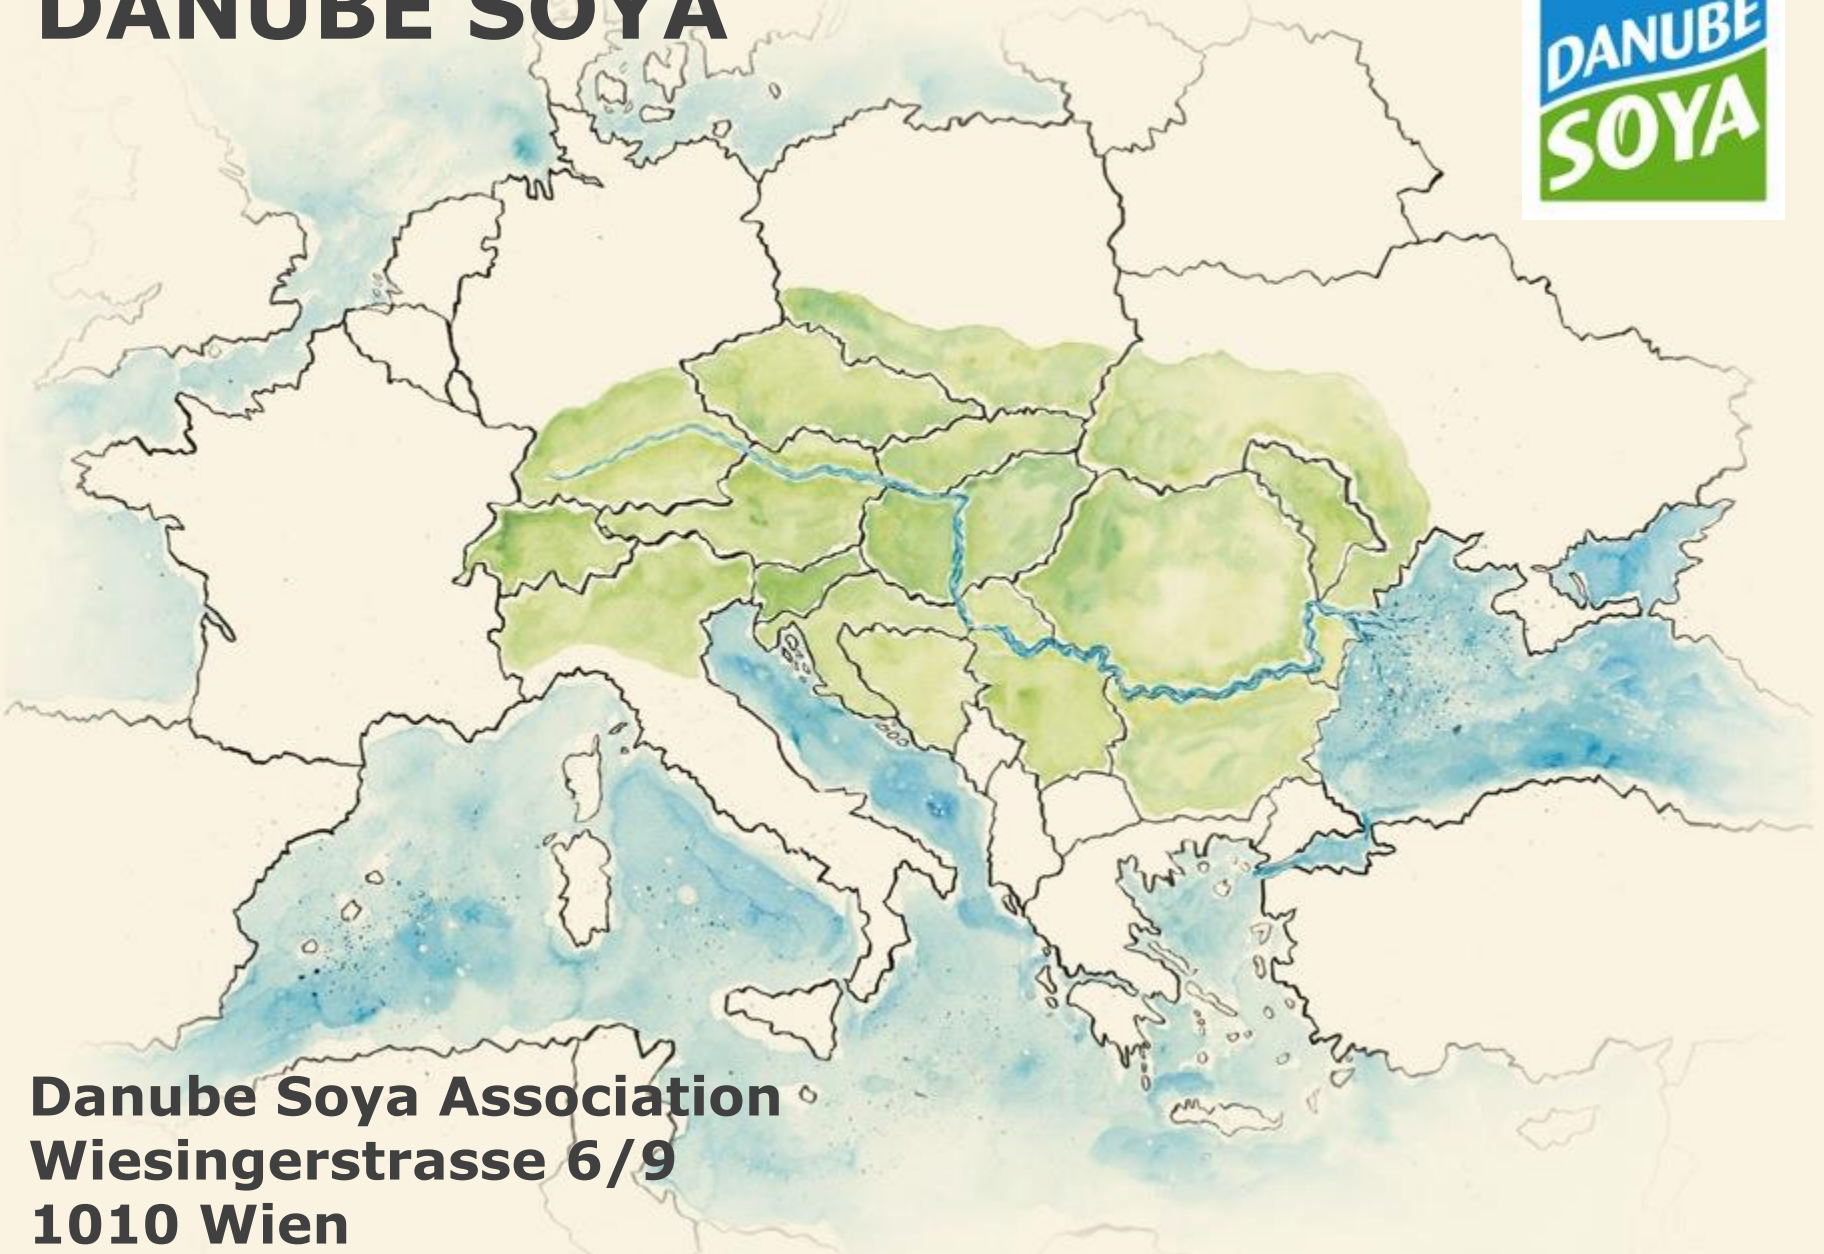 DANUBE SOYA
DANUBE
SOYA
Danube Soya Association
Wiesingerstrasse 6/9
1010 Wien